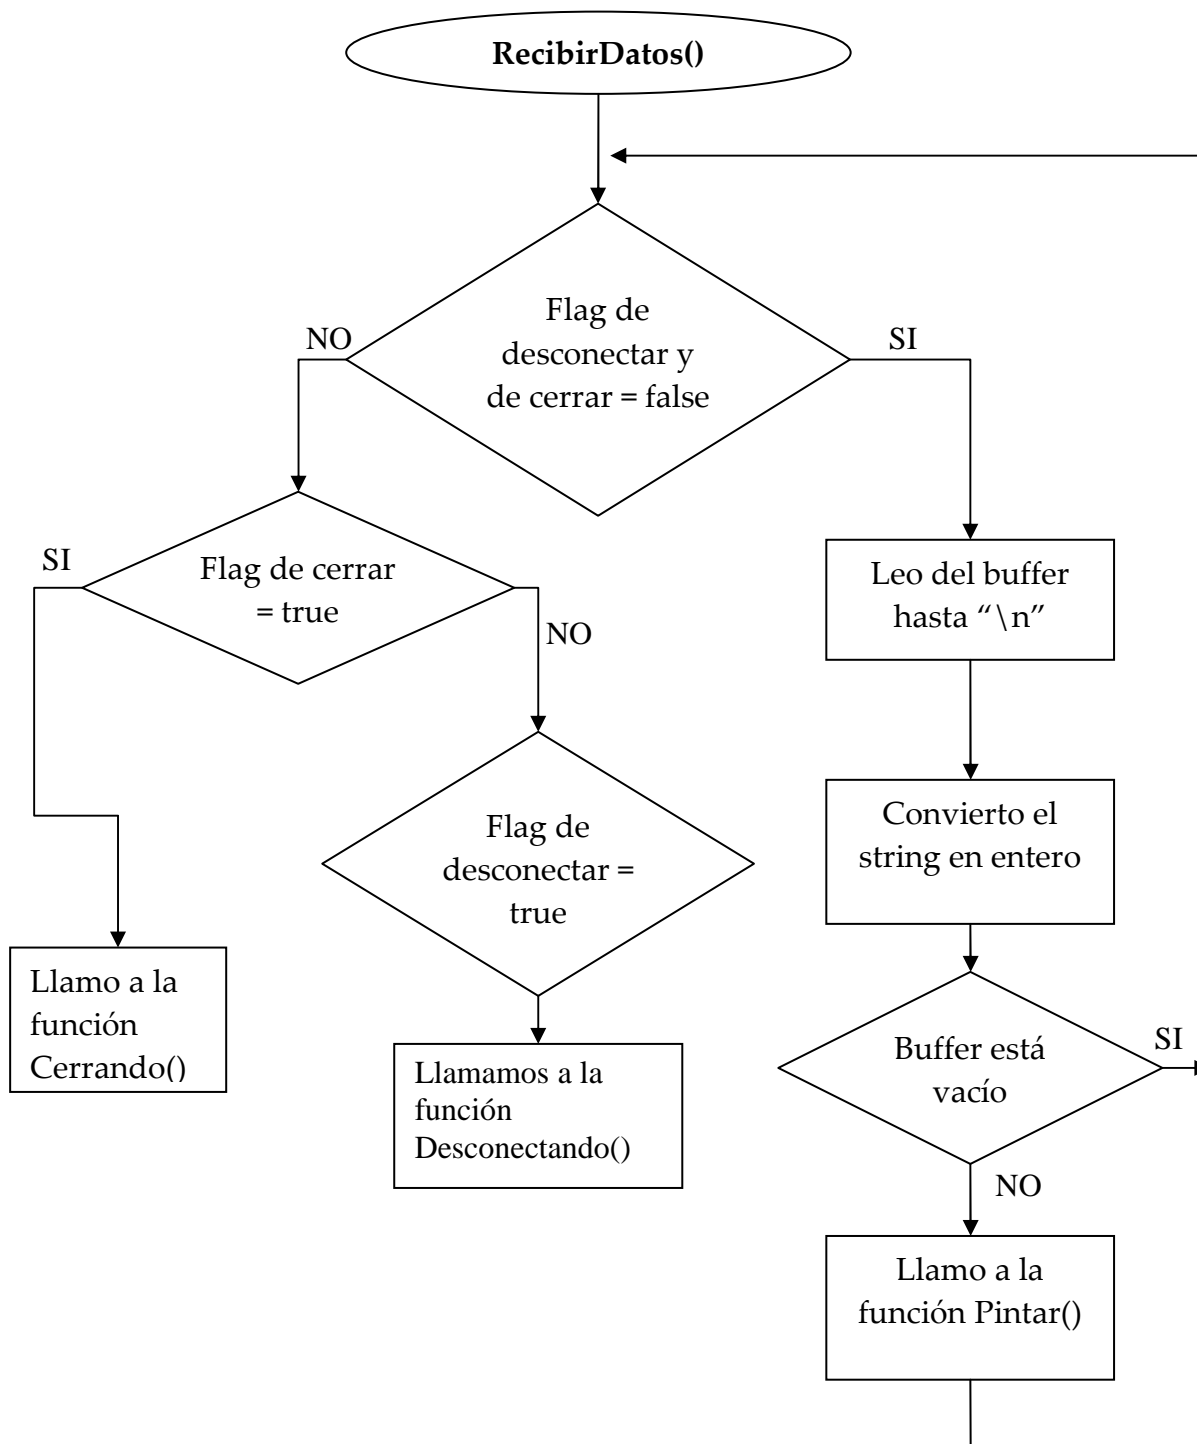 RecibirDatos()
Flag de
desconectar y
de cerrar = false
NO
SI
Flag de cerrar
= true
SI
NO
Leo del buffer
hasta “\n”
Flag de
desconectar =
true
Convierto el
string en entero
Llamo a la
función
Cerrando()
Llamamos a la
función
Desconectando()
Buffer está
vacío
SI
NO
Llamo a la
función Pintar()